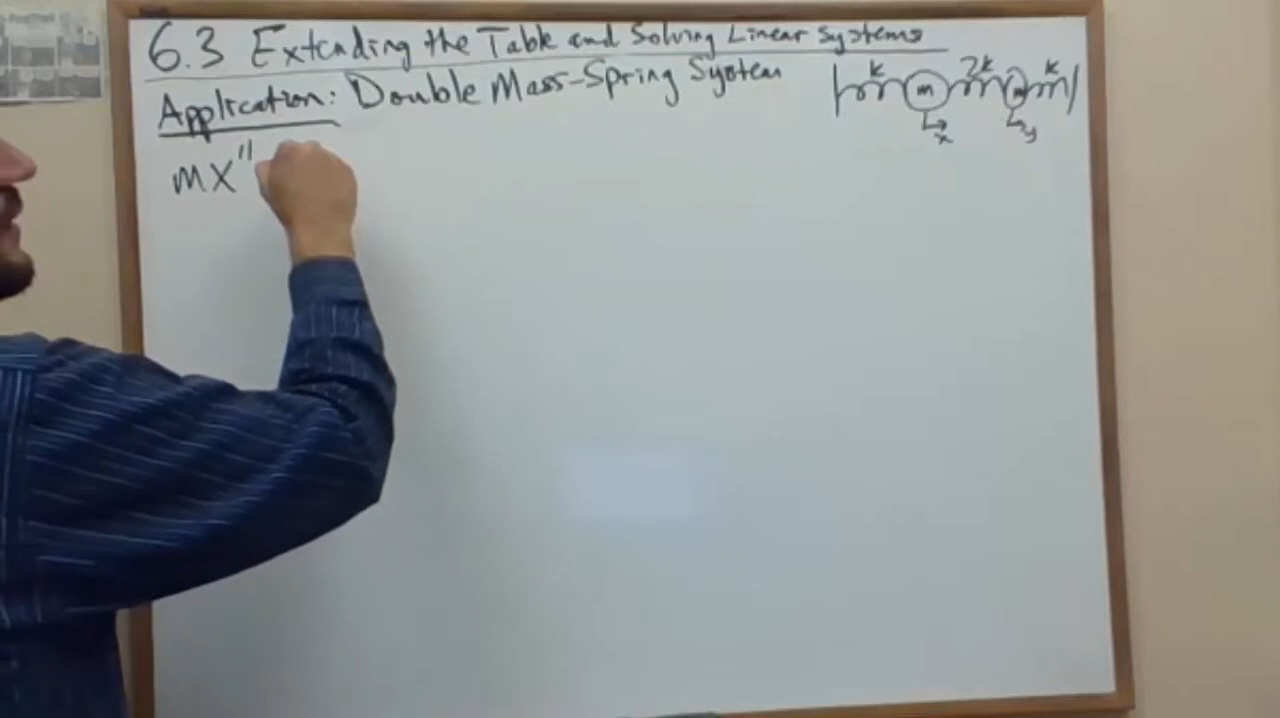 6.3 Extending the Table and Solving Linear Systems
Application: Double Mass-Spring System
k m 2k m k
x y
mx"